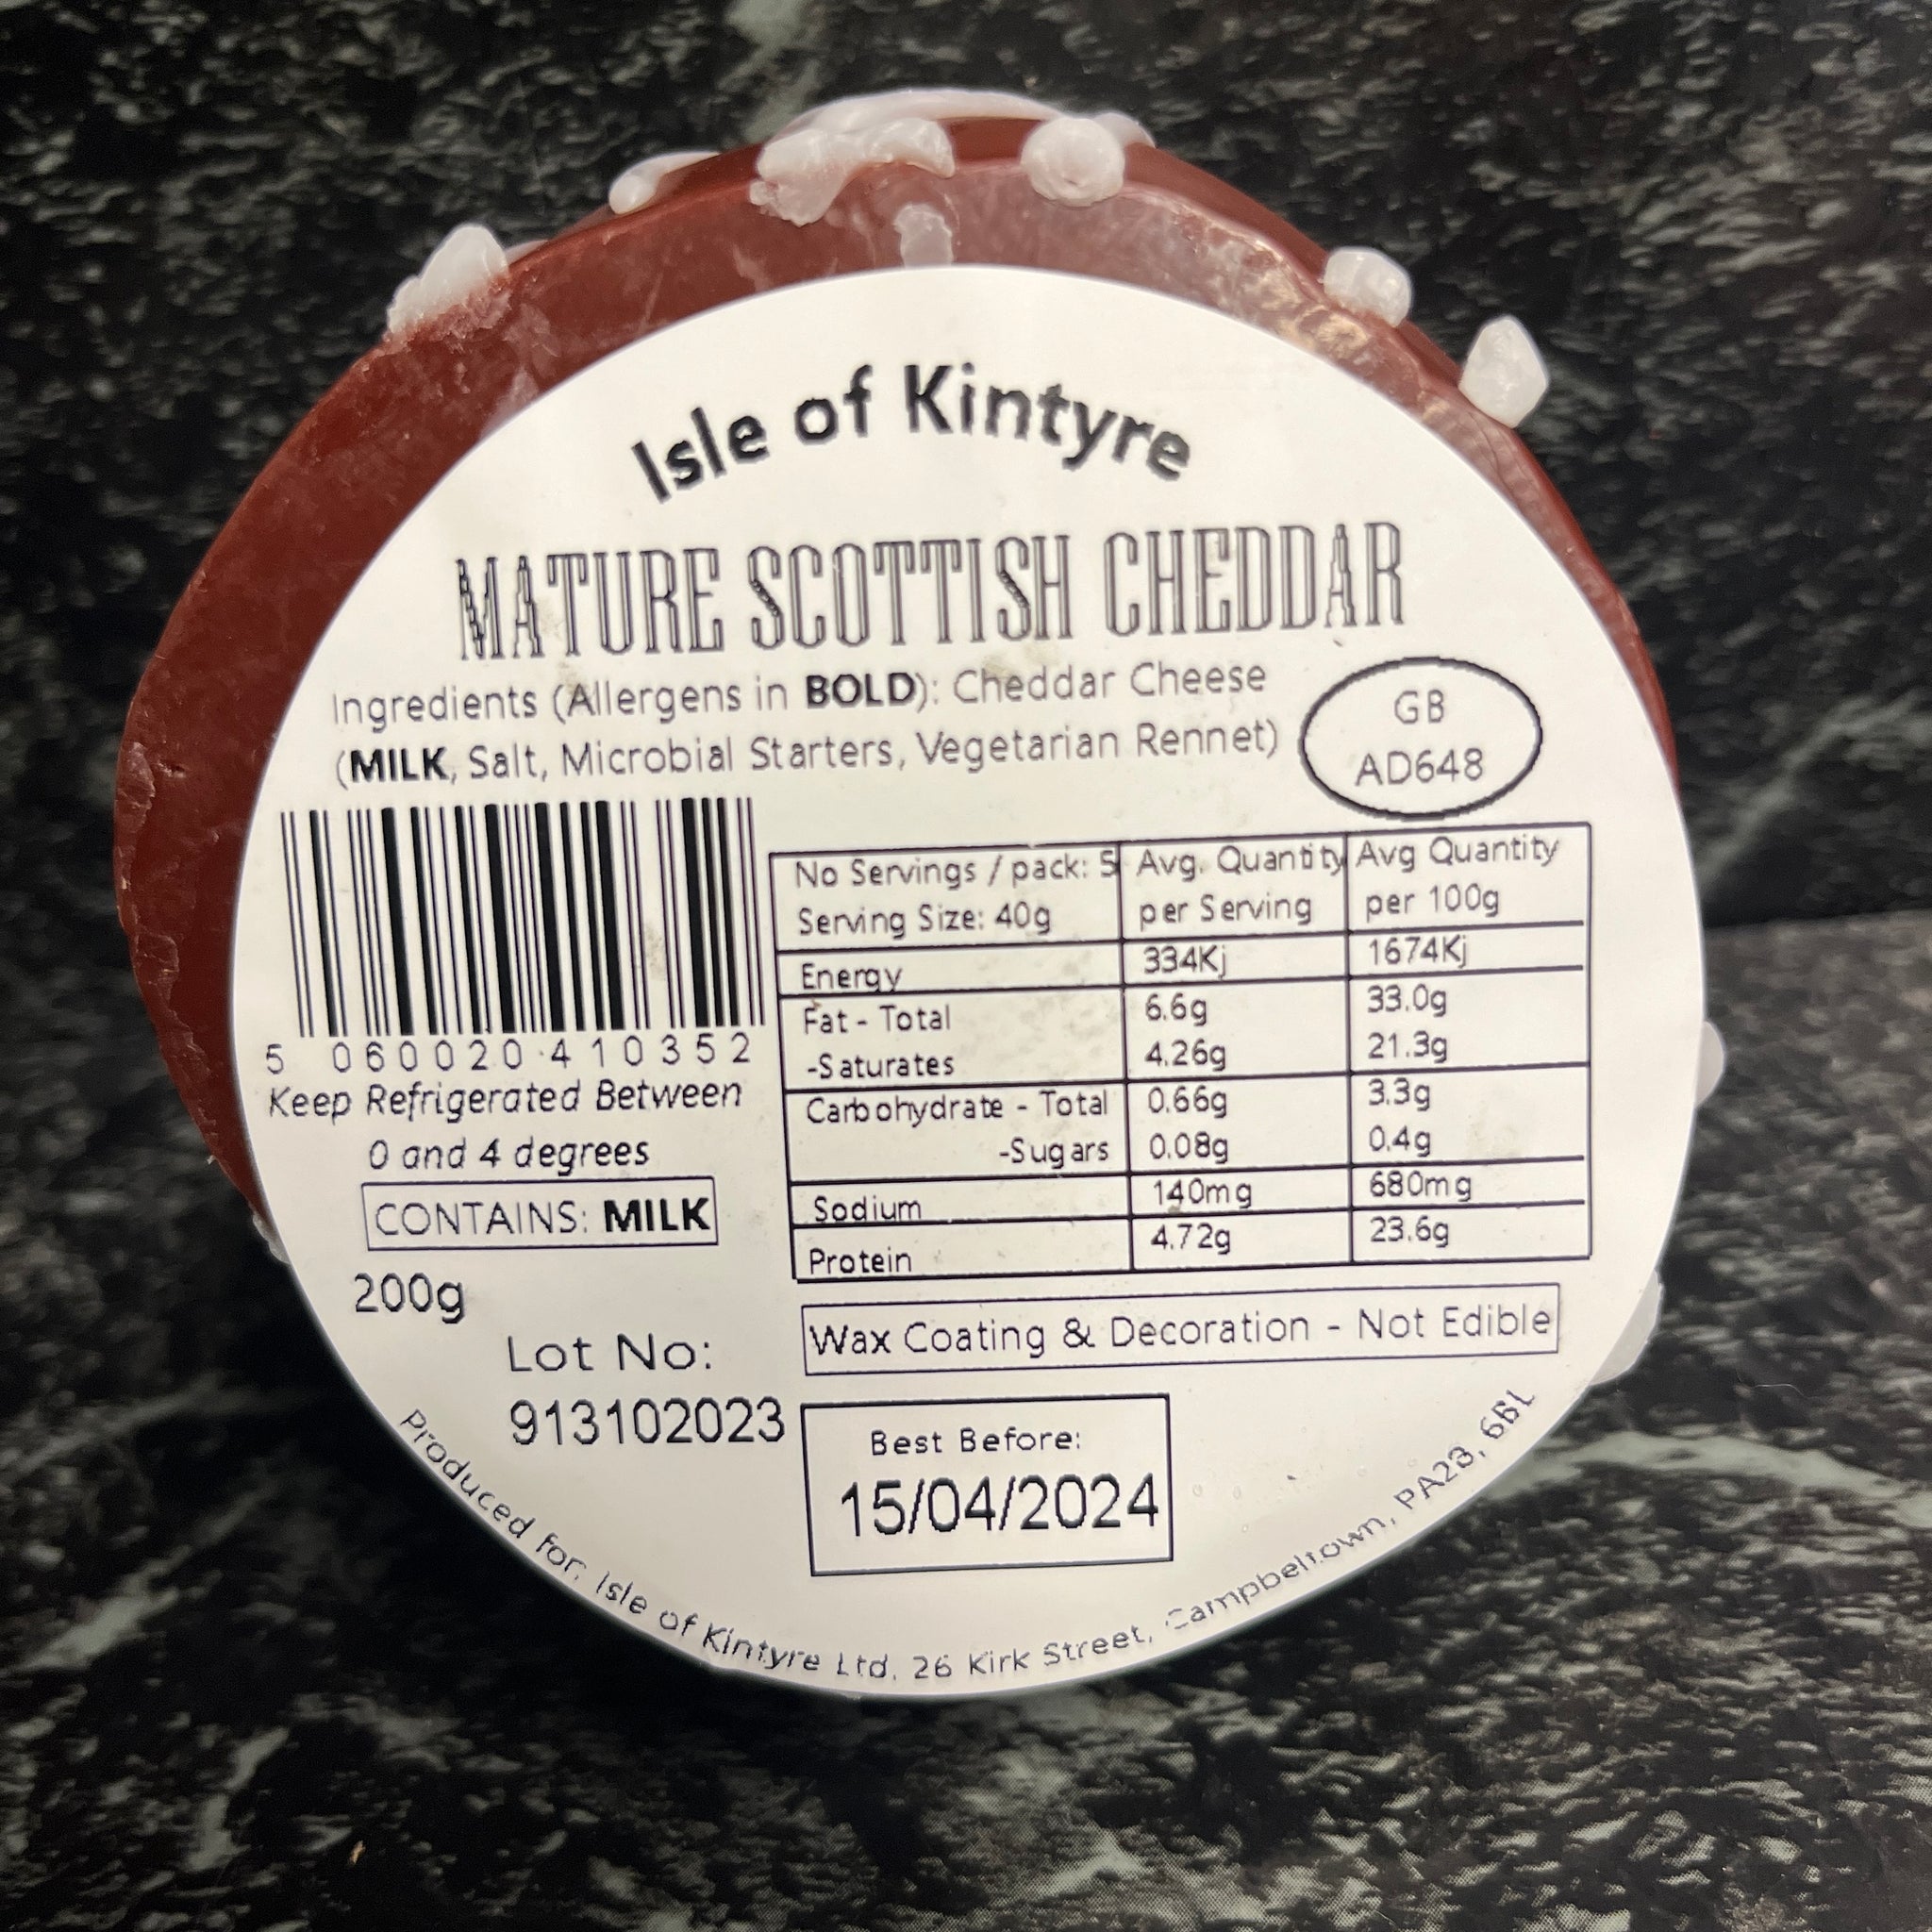 Isle of Kintyre
MATURE SCOTTISH CHEDDAR
Ingredients (Allergens in BOLD): Cheddar Cheese
(MILK, Salt, Microbial Starters, Vegetarian Rennet)
GB
AD648
5 060020 410352
Keep Refrigerated Between
0 and 4 degrees
CONTAINS: MILK
200g
No Servings / pack: 5 Avg. Quantity Avg Quantity
Serving Size: 40g per Serving per 100g
Energy 334Kj 1674Kj
Fat - Total 6.6g 33.0g
-Saturates 4.26g 21.3g
Carbohydrate - Total 0.66g 3.3g
-Sugars 0.08g 0.4g
Sodium 140mg 680mg
Protein 4.72g 23.6g
Wax Coating & Decoration - Not Edible
Lot No:
913102023
Best Before:
15/04/2024
Produced for: Isle of Kintyre Ltd, 26 Kirk Street, Campbeltown, PA28, 6BL